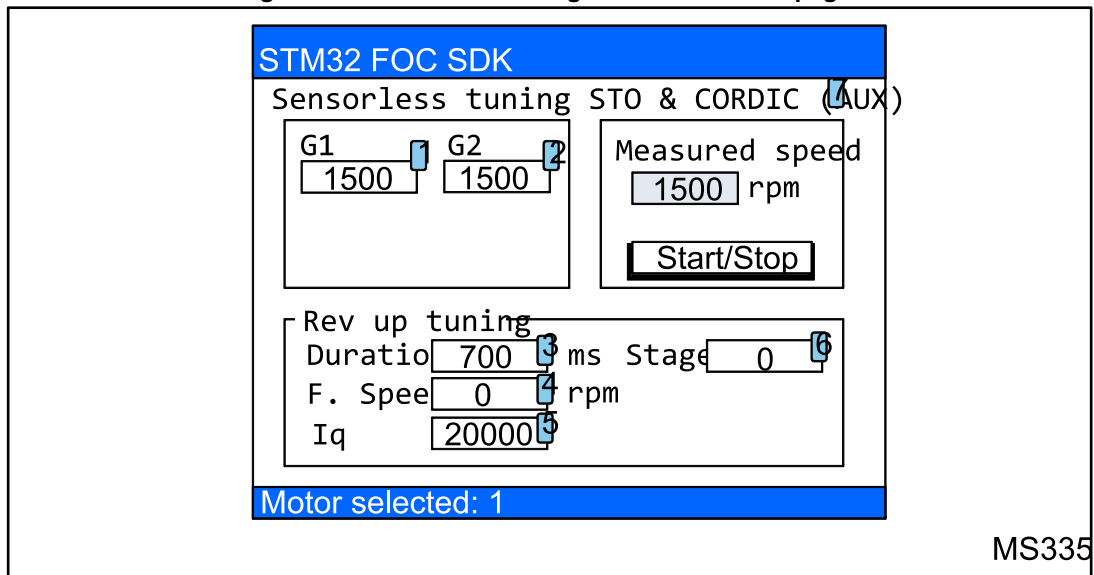 STM32 FOC SDK
Sensorless tuning STO & CORDIC (AUX)
7
G1 1 G2 2
1500 1500
Measured speed
1500 rpm
Start/Stop
Rev up tuning
Duratio 700 3 ms Stage 0 6
F. Spee 0 4 rpm
Iq 20000 5
Motor selected: 1
MS335